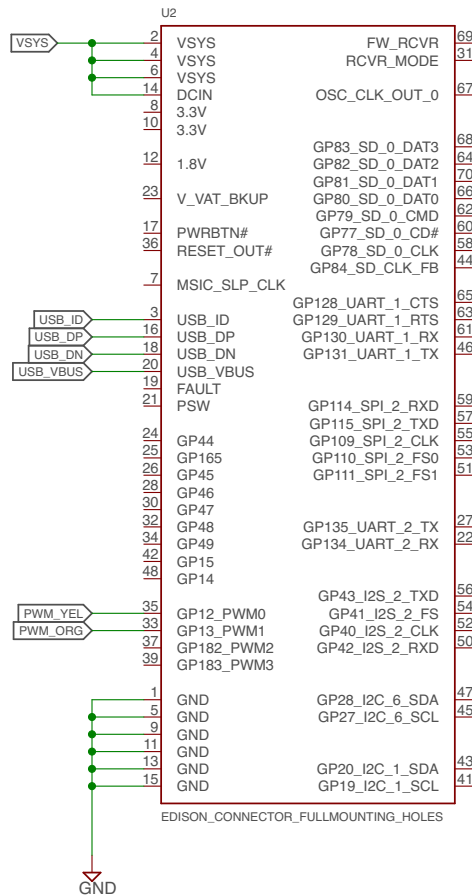 U2
VSYS
2 VSYS FW_RCVR 69
4 VSYS RCVR_MODE 31
6 VSYS
14 DCIN OSC_CLK_OUT_0 67
8 3.3V
10 3.3V
GP83_SD_0_DAT3 68
12 1.8V GP82_SD_0_DAT2 64
GP81_SD_0_DAT1 70
23 V_VAT_BKUP GP80_SD_0_DAT0 66
GP79_SD_0_CMD 62
17 PWRBTN# GP77_SD_0_CD# 60
36 RESET_OUT# GP78_SD_0_CLK 58
GP84_SD_CLK_FB 44
7 MSIC_SLP_CLK
GP128_UART_1_CTS 65
USB_ID 3 USB_ID GP129_UART_1_RTS 63
USB_DP 16 USB_DP GP130_UART_1_RX 61
USB_DN 18 USB_DN GP131_UART_1_TX 46
USB_VBUS 20 USB_VBUS
19 FAULT
21 PSW GP114_SPI_2_RXD 59
GP115_SPI_2_TXD 57
24 GP44 GP109_SPI_2_CLK 55
25 GP165 GP110_SPI_2_FS0 53
26 GP45 GP111_SPI_2_FS1 51
28 GP46
30 GP47
32 GP48 GP135_UART_2_TX 27
34 GP49 GP134_UART_2_RX 22
42 GP15
48 GP14
GP43_I2S_2_TXD 56
PWM_YEL 35 GP12_PWM0 GP41_I2S_2_FS 54
PWM_ORG 33 GP13_PWM1 GP40_I2S_2_CLK 52
37 GP182_PWM2 GP42_I2S_2_RXD 50
39 GP183_PWM3
1 GND GP28_I2C_6_SDA 47
5 GND GP27_I2C_6_SCL 45
9 GND
11 GND
13 GND GP20_I2C_1_SDA 43
15 GND GP19_I2C_1_SCL 41
EDISON_CONNECTOR_FULLMOUNTING_HOLES
GND